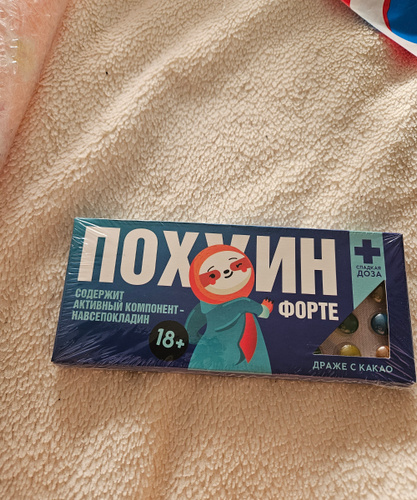 ПОХУИН
ФОРТЕ
СОДЕРЖИТ
АКТИВНЫЙ КОМПОНЕНТ-
НАВСЕПОКЛАДИН
18+
СЛАДКАЯ
ДОЗА
ДРАЖЕ С КАКАО